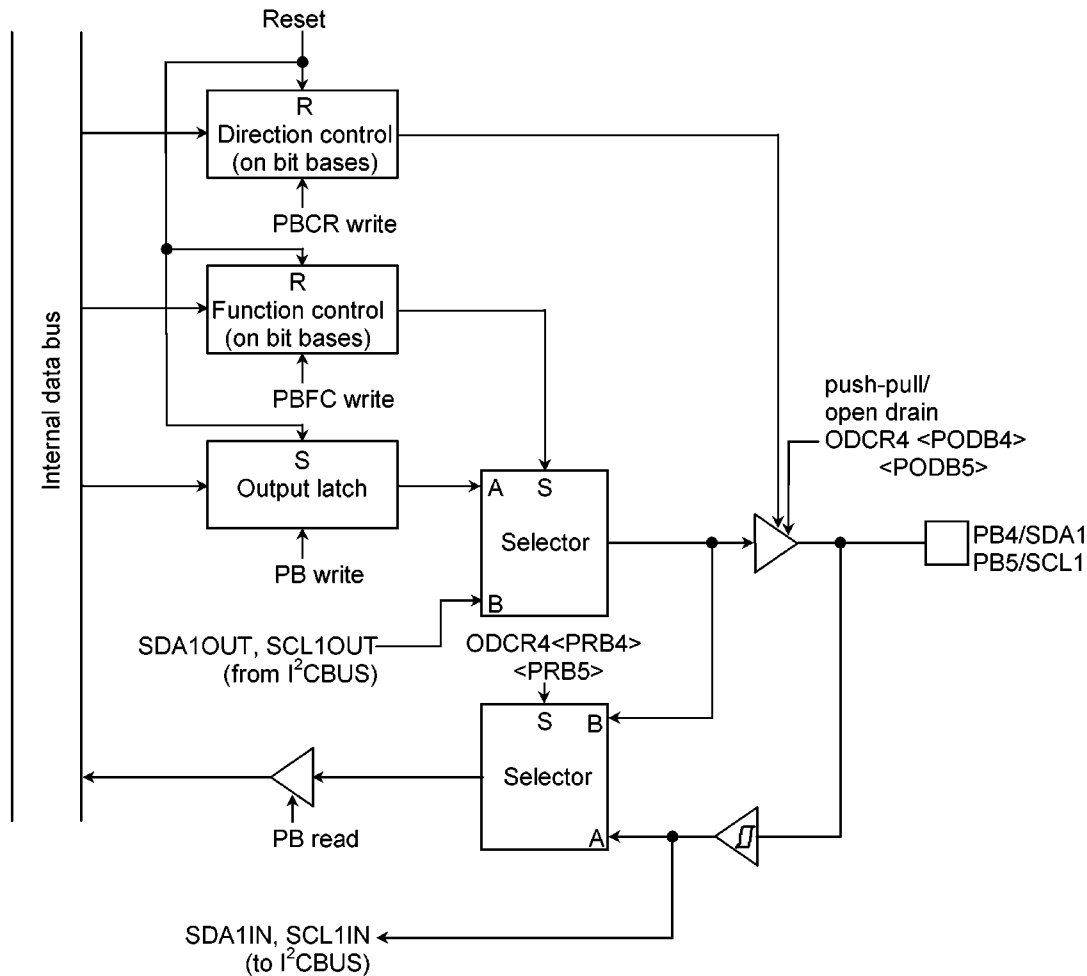 Reset
R
Direction control
(on bit bases)
PBCR write
R
Function control
(on bit bases)
PBFC write
Internal data bus
S
Output latch
PB write
A
S
Selector
B
push-pull/
open drain
ODCR4 <PODB4>
<PODB5>
PB4/SDA1
PB5/SCL1
SDA1OUT, SCL1OUT
(from I²CBUS)
ODCR4<PRB4>
<PRB5>
S
B
Selector
A
PB read
SDA1IN, SCL1IN
(to I²CBUS)